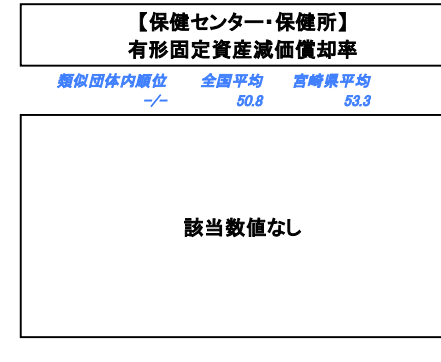 【保健センター・保健所】
有形固定資産減価償却率
類似団体内順位 全国平均 宮崎県平均
-/- 50.8 53.3
該当数値なし